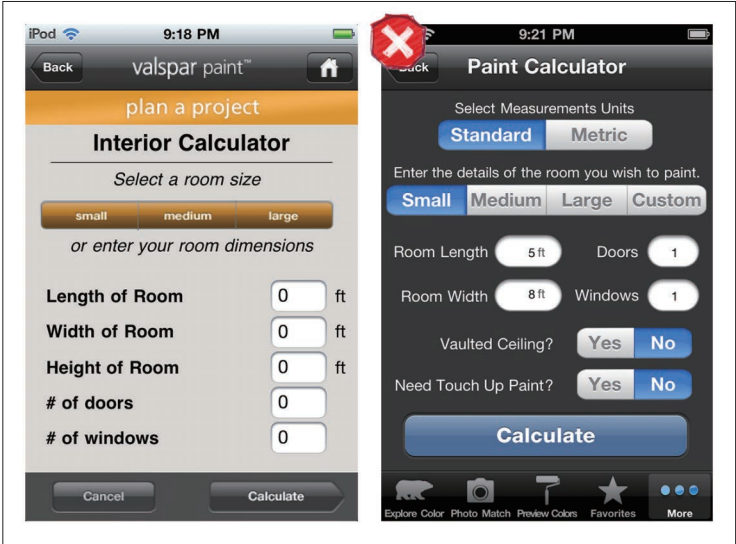 iPod 9:18 PM
Back valspar paint™
plan a project
Interior Calculator
Select a room size
small medium large
or enter your room dimensions
Length of Room 0 ft
Width of Room 0 ft
Height of Room 0 ft
# of doors 0
# of windows 0
Cancel Calculate
9:21 PM
Back Paint Calculator
Select Measurements Units
Standard Metric
Enter the details of the room you wish to paint.
Small Medium Large Custom
Room Length 5 ft Doors 1
Room Width 8 ft Windows 1
Vaulted Ceiling? Yes No
Need Touch Up Paint? Yes No
Calculate
Explore Color Photo Match Preview Colors Favorites More